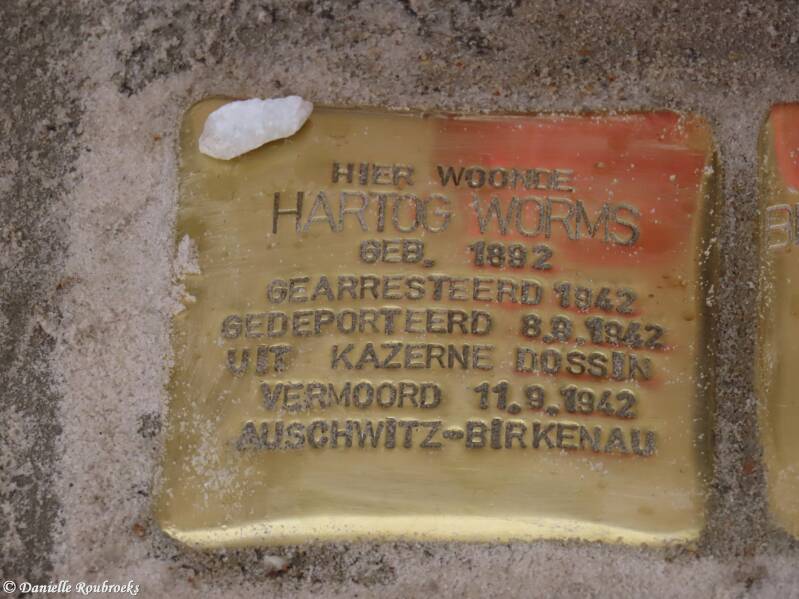 HIER WOONDE
HARTOG WORMS
GEB. 1892
GEARRESTEERD 1942
GEDEPORTEERD 8.9.1942
UIT KAZERNE DOSSIN
VERMOORD 11.9.1942
AUSCHWITZ-BIRKENAU
© Danielle Roubroeks